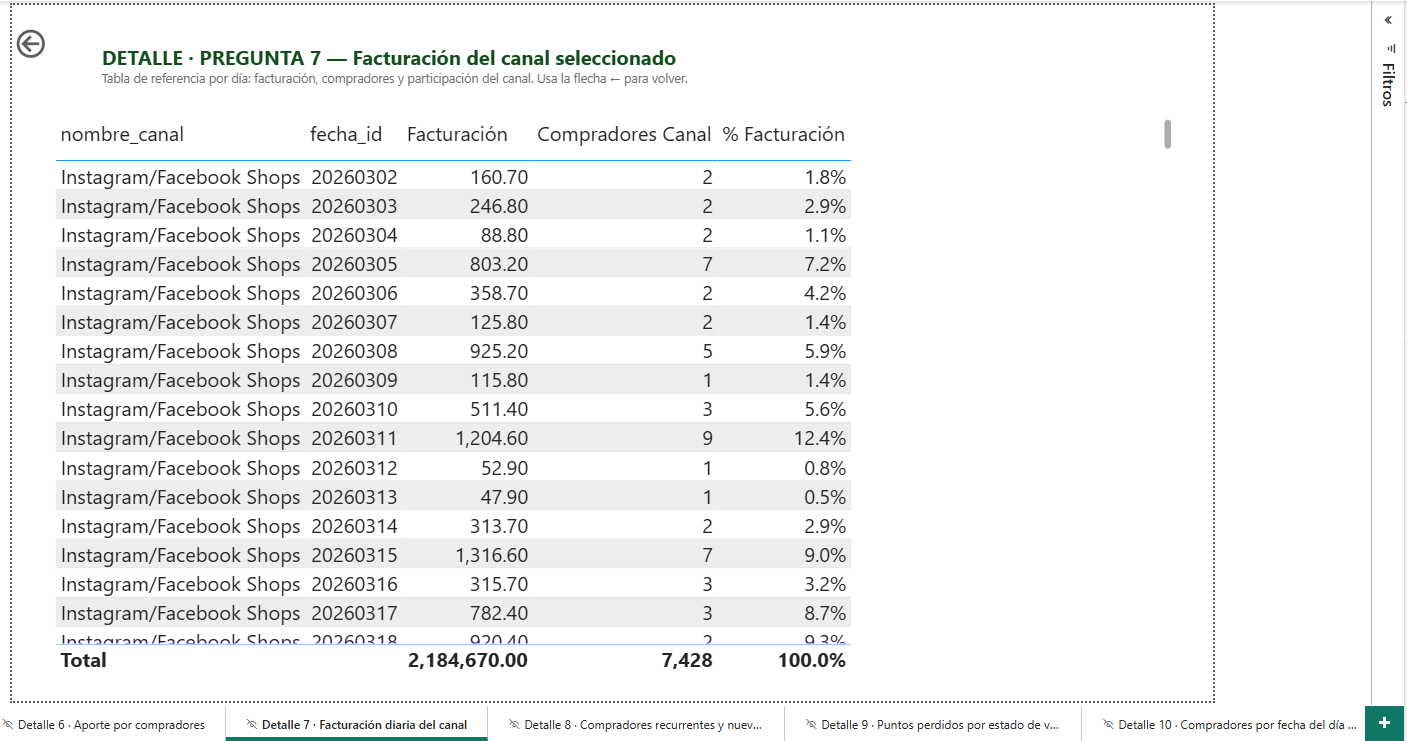 DETALLE · PREGUNTA 7 — Facturación del canal seleccionado
Tabla de referencia por día: facturación, compradores y participación del canal. Usa la flecha ← para volver.
nombre_canal fecha_id Facturación Compradores Canal % Facturación
Instagram/Facebook Shops 20260302 160.70 2 1.8%
Instagram/Facebook Shops 20260303 246.80 2 2.9%
Instagram/Facebook Shops 20260304 88.80 2 1.1%
Instagram/Facebook Shops 20260305 803.20 7 7.2%
Instagram/Facebook Shops 20260306 358.70 2 4.2%
Instagram/Facebook Shops 20260307 125.80 2 1.4%
Instagram/Facebook Shops 20260308 925.20 5 5.9%
Instagram/Facebook Shops 20260309 115.80 1 1.4%
Instagram/Facebook Shops 20260310 511.40 3 5.6%
Instagram/Facebook Shops 20260311 1,204.60 9 12.4%
Instagram/Facebook Shops 20260312 52.90 1 0.8%
Instagram/Facebook Shops 20260313 47.90 1 0.5%
Instagram/Facebook Shops 20260314 313.70 2 2.9%
Instagram/Facebook Shops 20260315 1,316.60 7 9.0%
Instagram/Facebook Shops 20260316 315.70 3 3.2%
Instagram/Facebook Shops 20260317 782.40 3 8.7%
Instagram/Facebook Shops 20260318 920.40 2 9.3%
Total 2,184,670.00 7,428 100.0%
Filtros
Detalle 6 · Aporte por compradores
Detalle 7 · Facturación diaria del canal
Detalle 8 · Compradores recurrentes y nuev...
Detalle 9 · Puntos perdidos por estado de v...
Detalle 10 · Compradores por fecha del día ...